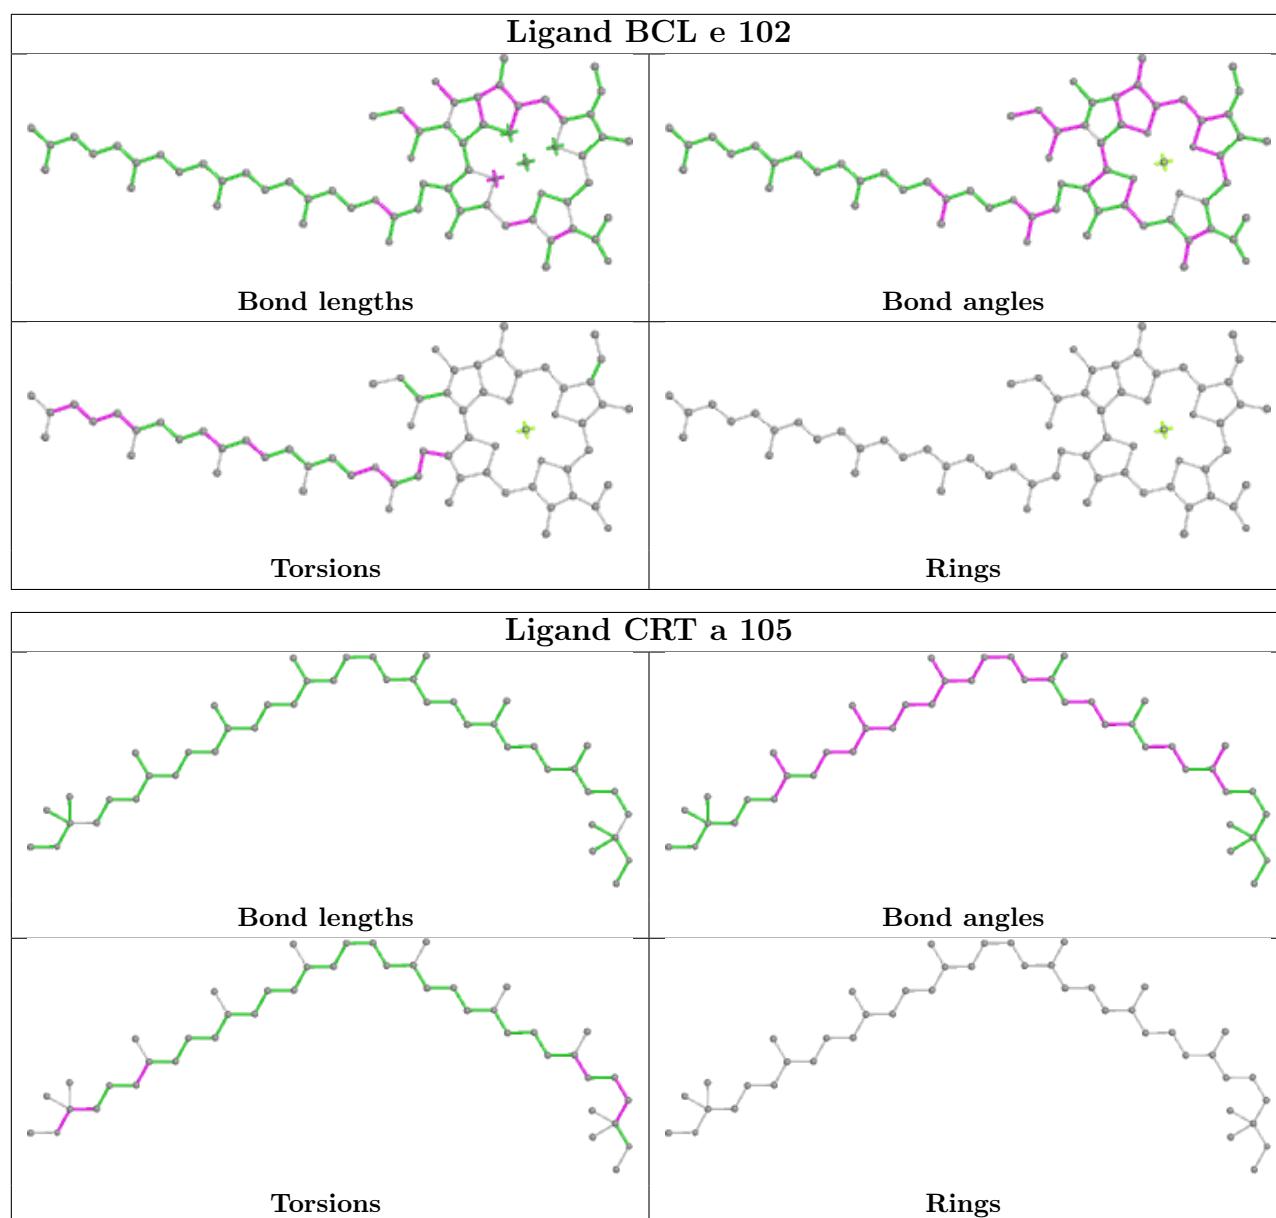 Ligand BCL e 102
Bond lengths
Bond angles
Torsions
Rings
Ligand CRT a 105
Bond lengths
Bond angles
Torsions
Rings